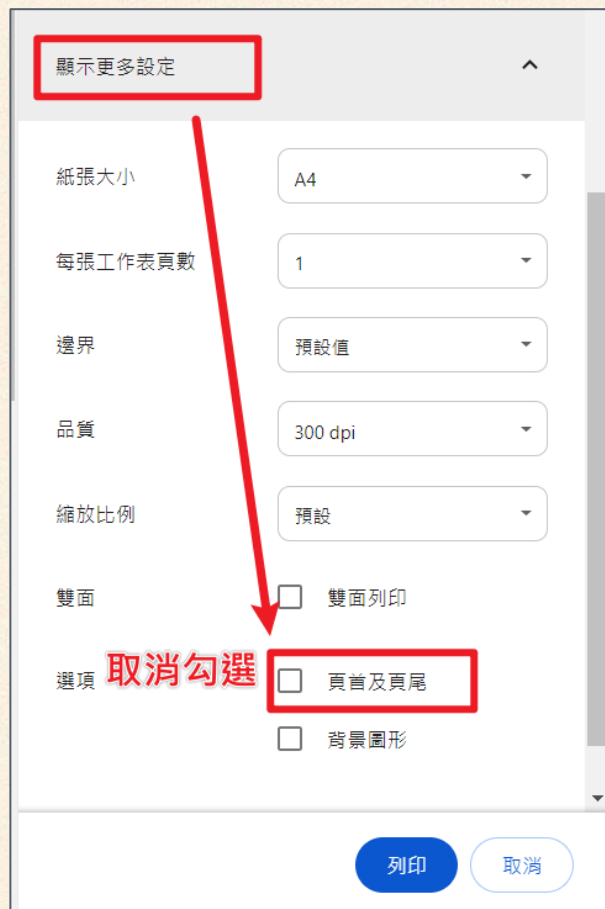 顯示更多設定
紙張大小 A4
每張工作表頁數 1
邊界 預設值
品質 300 dpi
縮放比例 預設
雙面 雙面列印
選項 取消勾選 頁首及頁尾
背景圖形
列印 取消